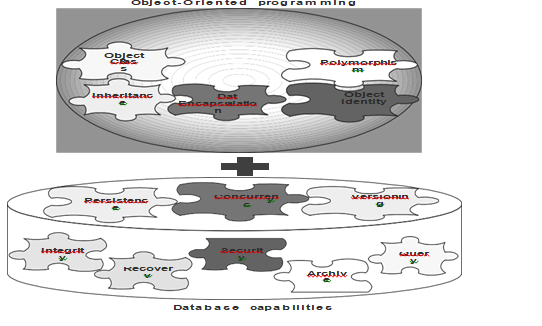 Object-Oriented programming
Object
Clas
s
Polymorphis
m
Inheritanc
e
Dat
Encapsulatio
n
Object
Identity
Persistenc
e
Concurren
c y
Versionin
g
Integrit
y
Recover
y
Securit
y
Archiv
e
Quer
y
Database capabilities